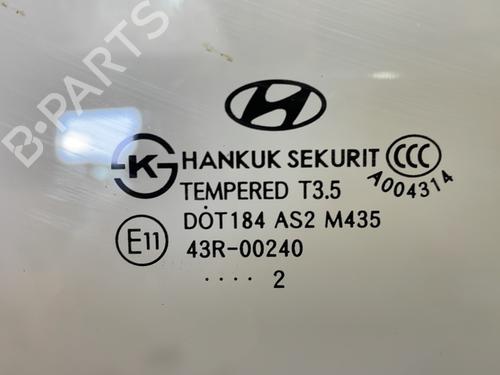 B-PARTS
HANKUK SEKURIT
CCC
K
TEMPERED T3.5
A004314
DOT184 AS2 M435
E11
43R-00240
.... 2